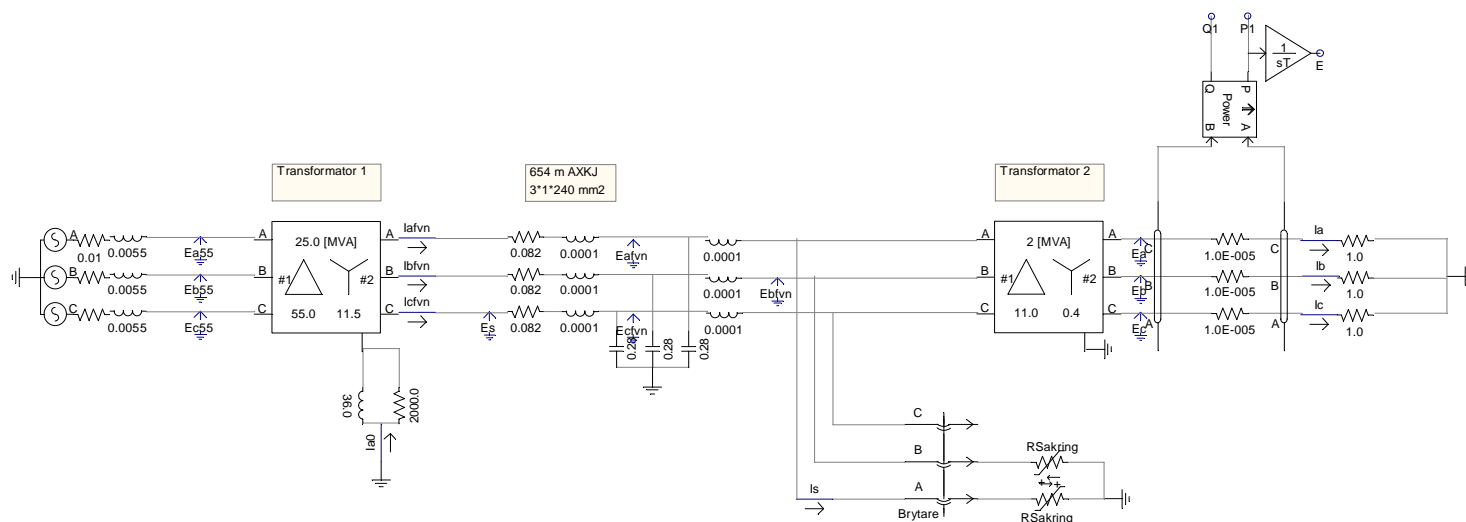 Q1
P1
1
sT
E
Q
P
Power
B
A
Transformator 1
654 m AXKJ
3*1*240 mm2
Transformator 2
A
0.01
0.0055
Ea55
A
25.0 [MVA]
A
Iafvn
0.082
0.0001
Eafvn
0.0001
A
2 [MVA]
A
Ea
C
1.0E-005
C
Ia
1.0
B
0.0055
Eb55
B
#1
#2
B
Ibfvn
0.082
0.0001
0.0001
Ebfvn
B
#1
#2
B
Eb
B
1.0E-005
B
Ib
1.0
C
0.0055
Ec55
C
55.0
11.5
C
Icfvn
Es
0.082
0.0001
Ecfvn
0.0001
C
11.0
0.4
C
Ec
A
1.0E-005
A
Ic
1.0
0.28
0.28
0.28
36.0
2000.0
Ia0
C
B
RSakring
Is
A
Brytare
RSakring